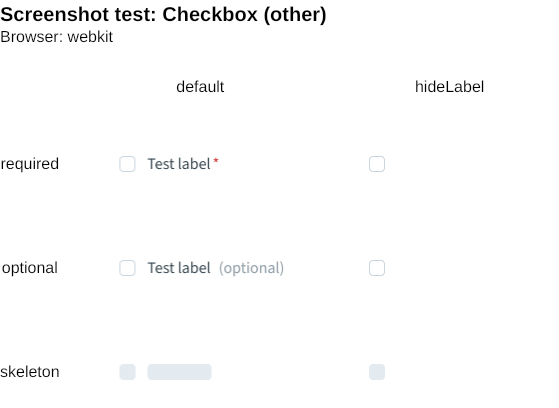 Screenshot test: Checkbox (other)
Browser: webkit
default hideLabel
required Test label*
optional Test label (optional)
skeleton